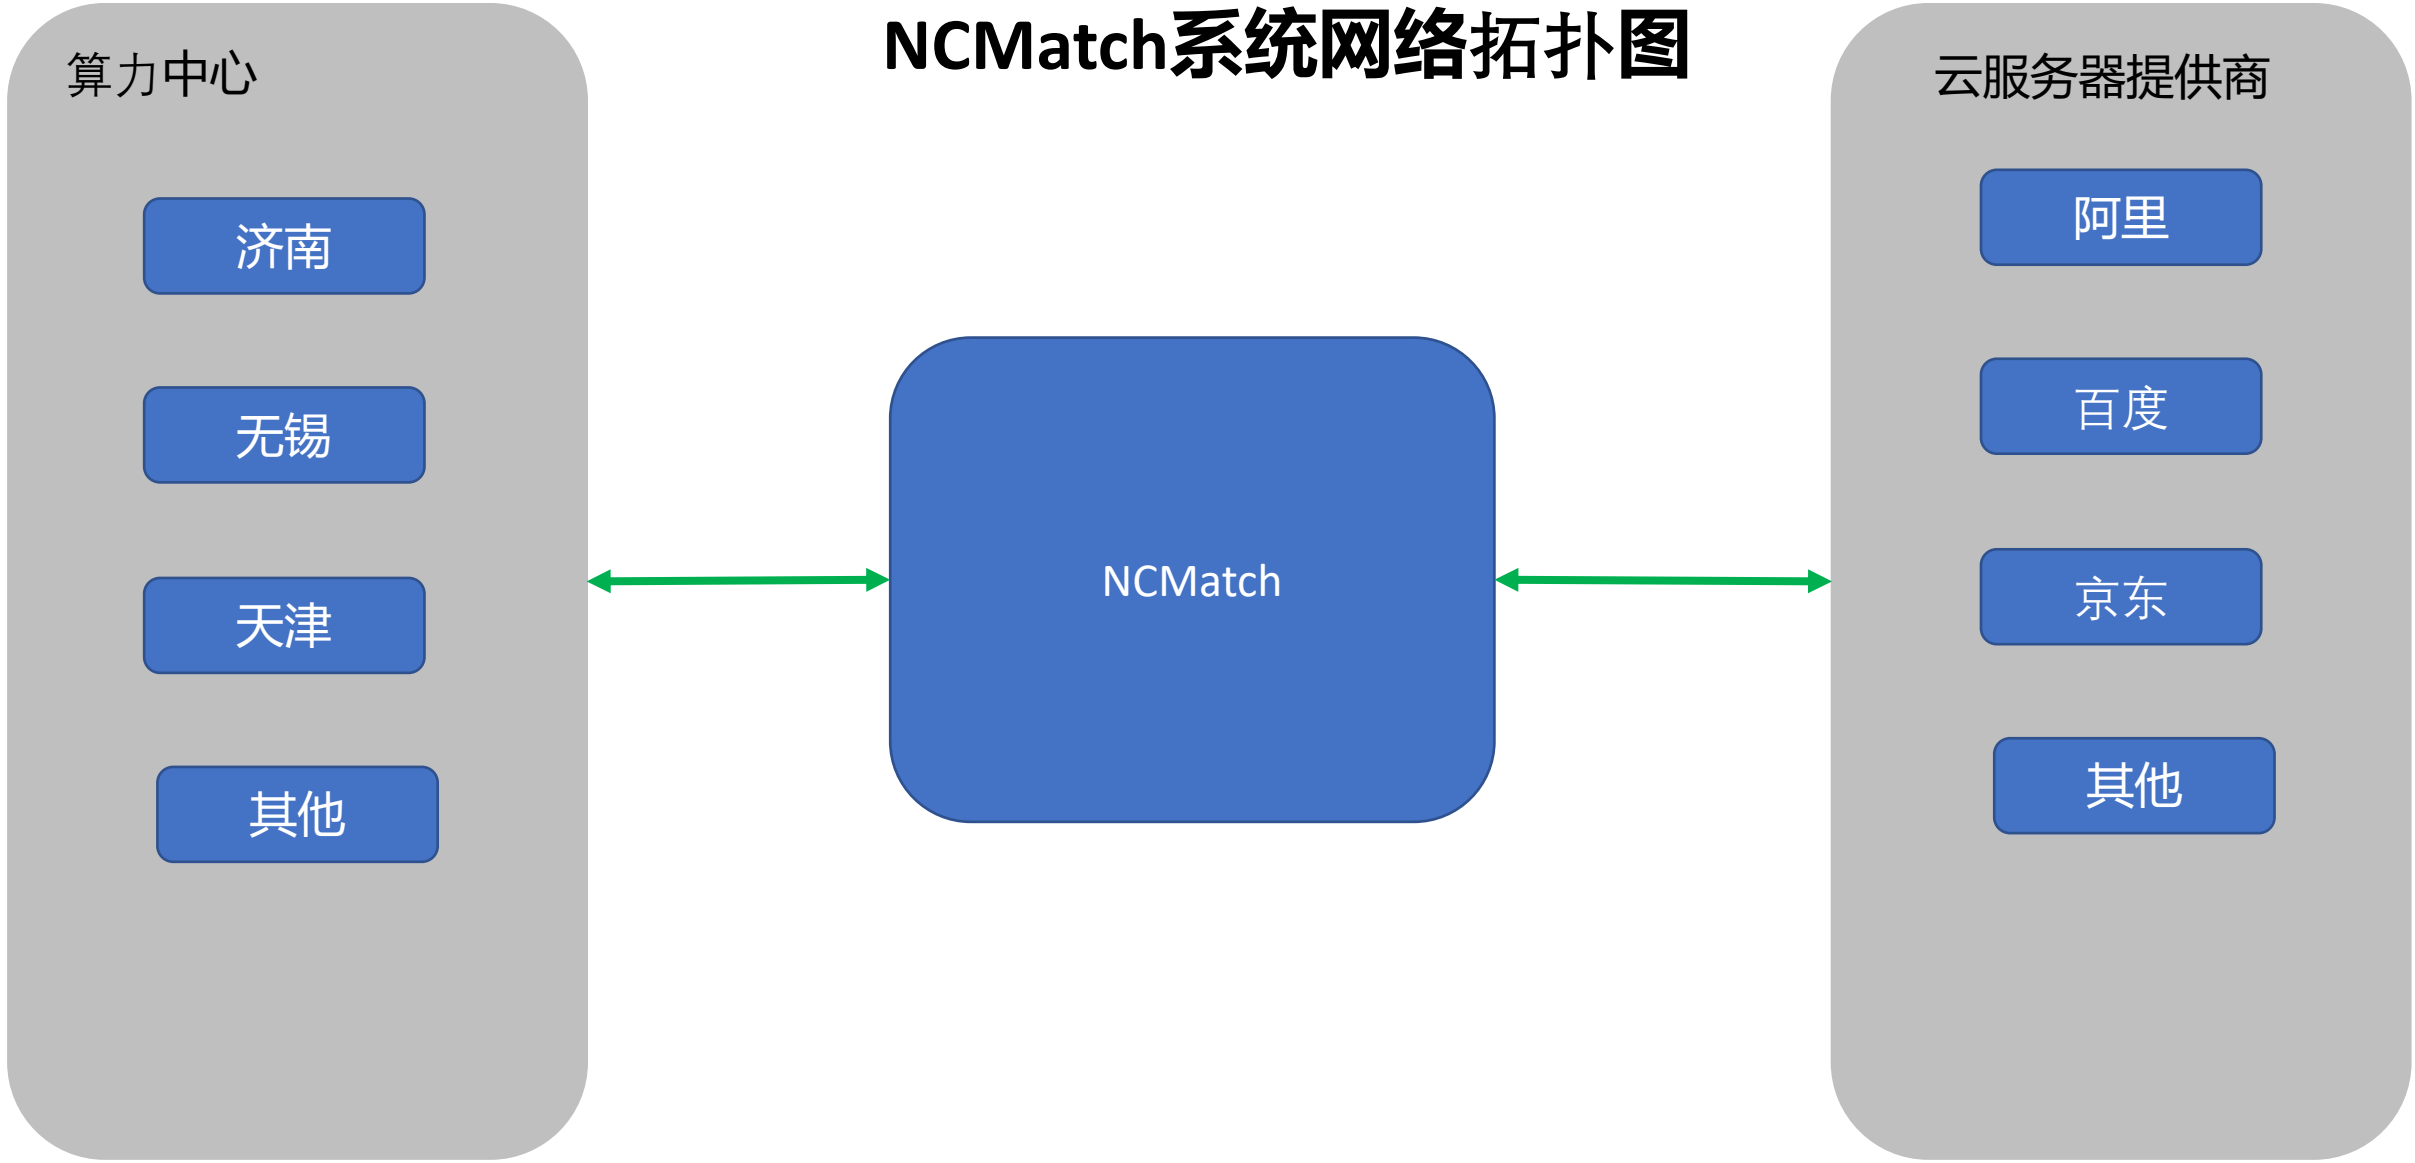 NCMatch系统网络拓扑图
算力中心
济南
无锡
天津
其他
NCMatch
云服务器提供商
阿里
百度
京东
其他